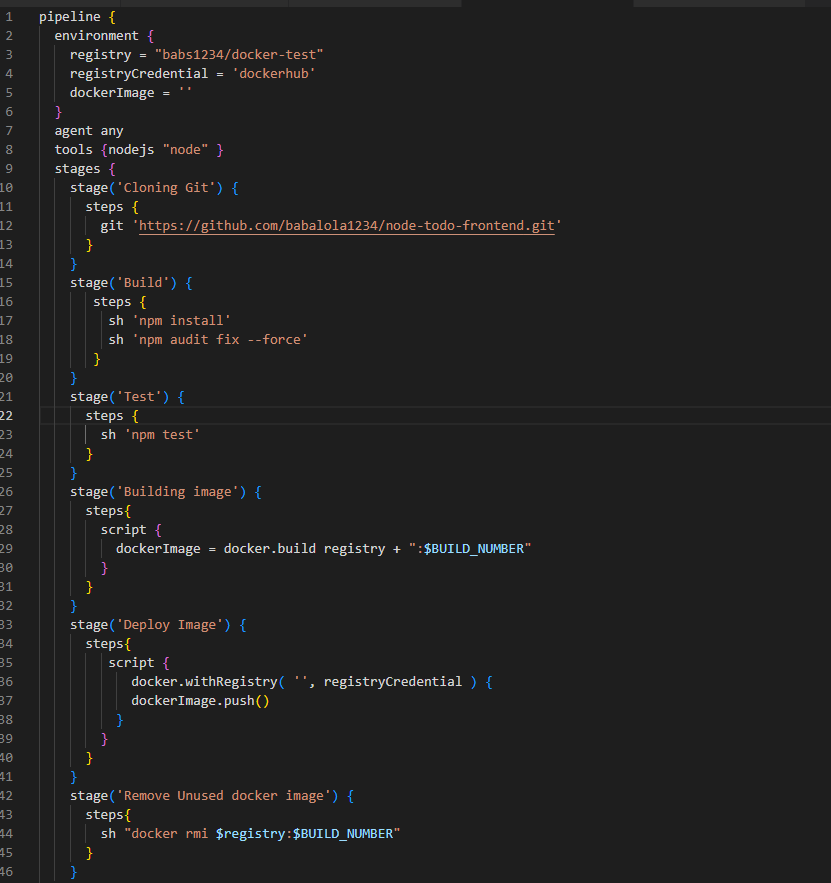 1 pipeline {
2   environment {
3     registry = "babs1234/docker-test"
4     registryCredential = 'dockerhub'
5     dockerImage = ''
6   }
7   agent any
8   tools {nodejs "node" }
9   stages {
10     stage('Cloning Git') {
11       steps {
12         git 'https://github.com/babalola1234/node-todo-frontend.git'
13       }
14     }
15     stage('Build') {
16        steps {
17          sh 'npm install'
18          sh 'npm audit fix --force'
19        }
20     }
21     stage('Test') {
22       steps {
23         sh 'npm test'
24       }
25     }
26     stage('Building image') {
27       steps{
28         script {
29           dockerImage = docker.build registry + ":$BUILD_NUMBER"
30         }
31       }
32     }
33     stage('Deploy Image') {
34       steps{
35          script {
36             docker.withRegistry( '', registryCredential ) {
37             dockerImage.push()
38           }
39         }
40       }
41     }
42     stage('Remove Unused docker image') {
43       steps{
44         sh "docker rmi $registry:$BUILD_NUMBER"
45       }
46     }